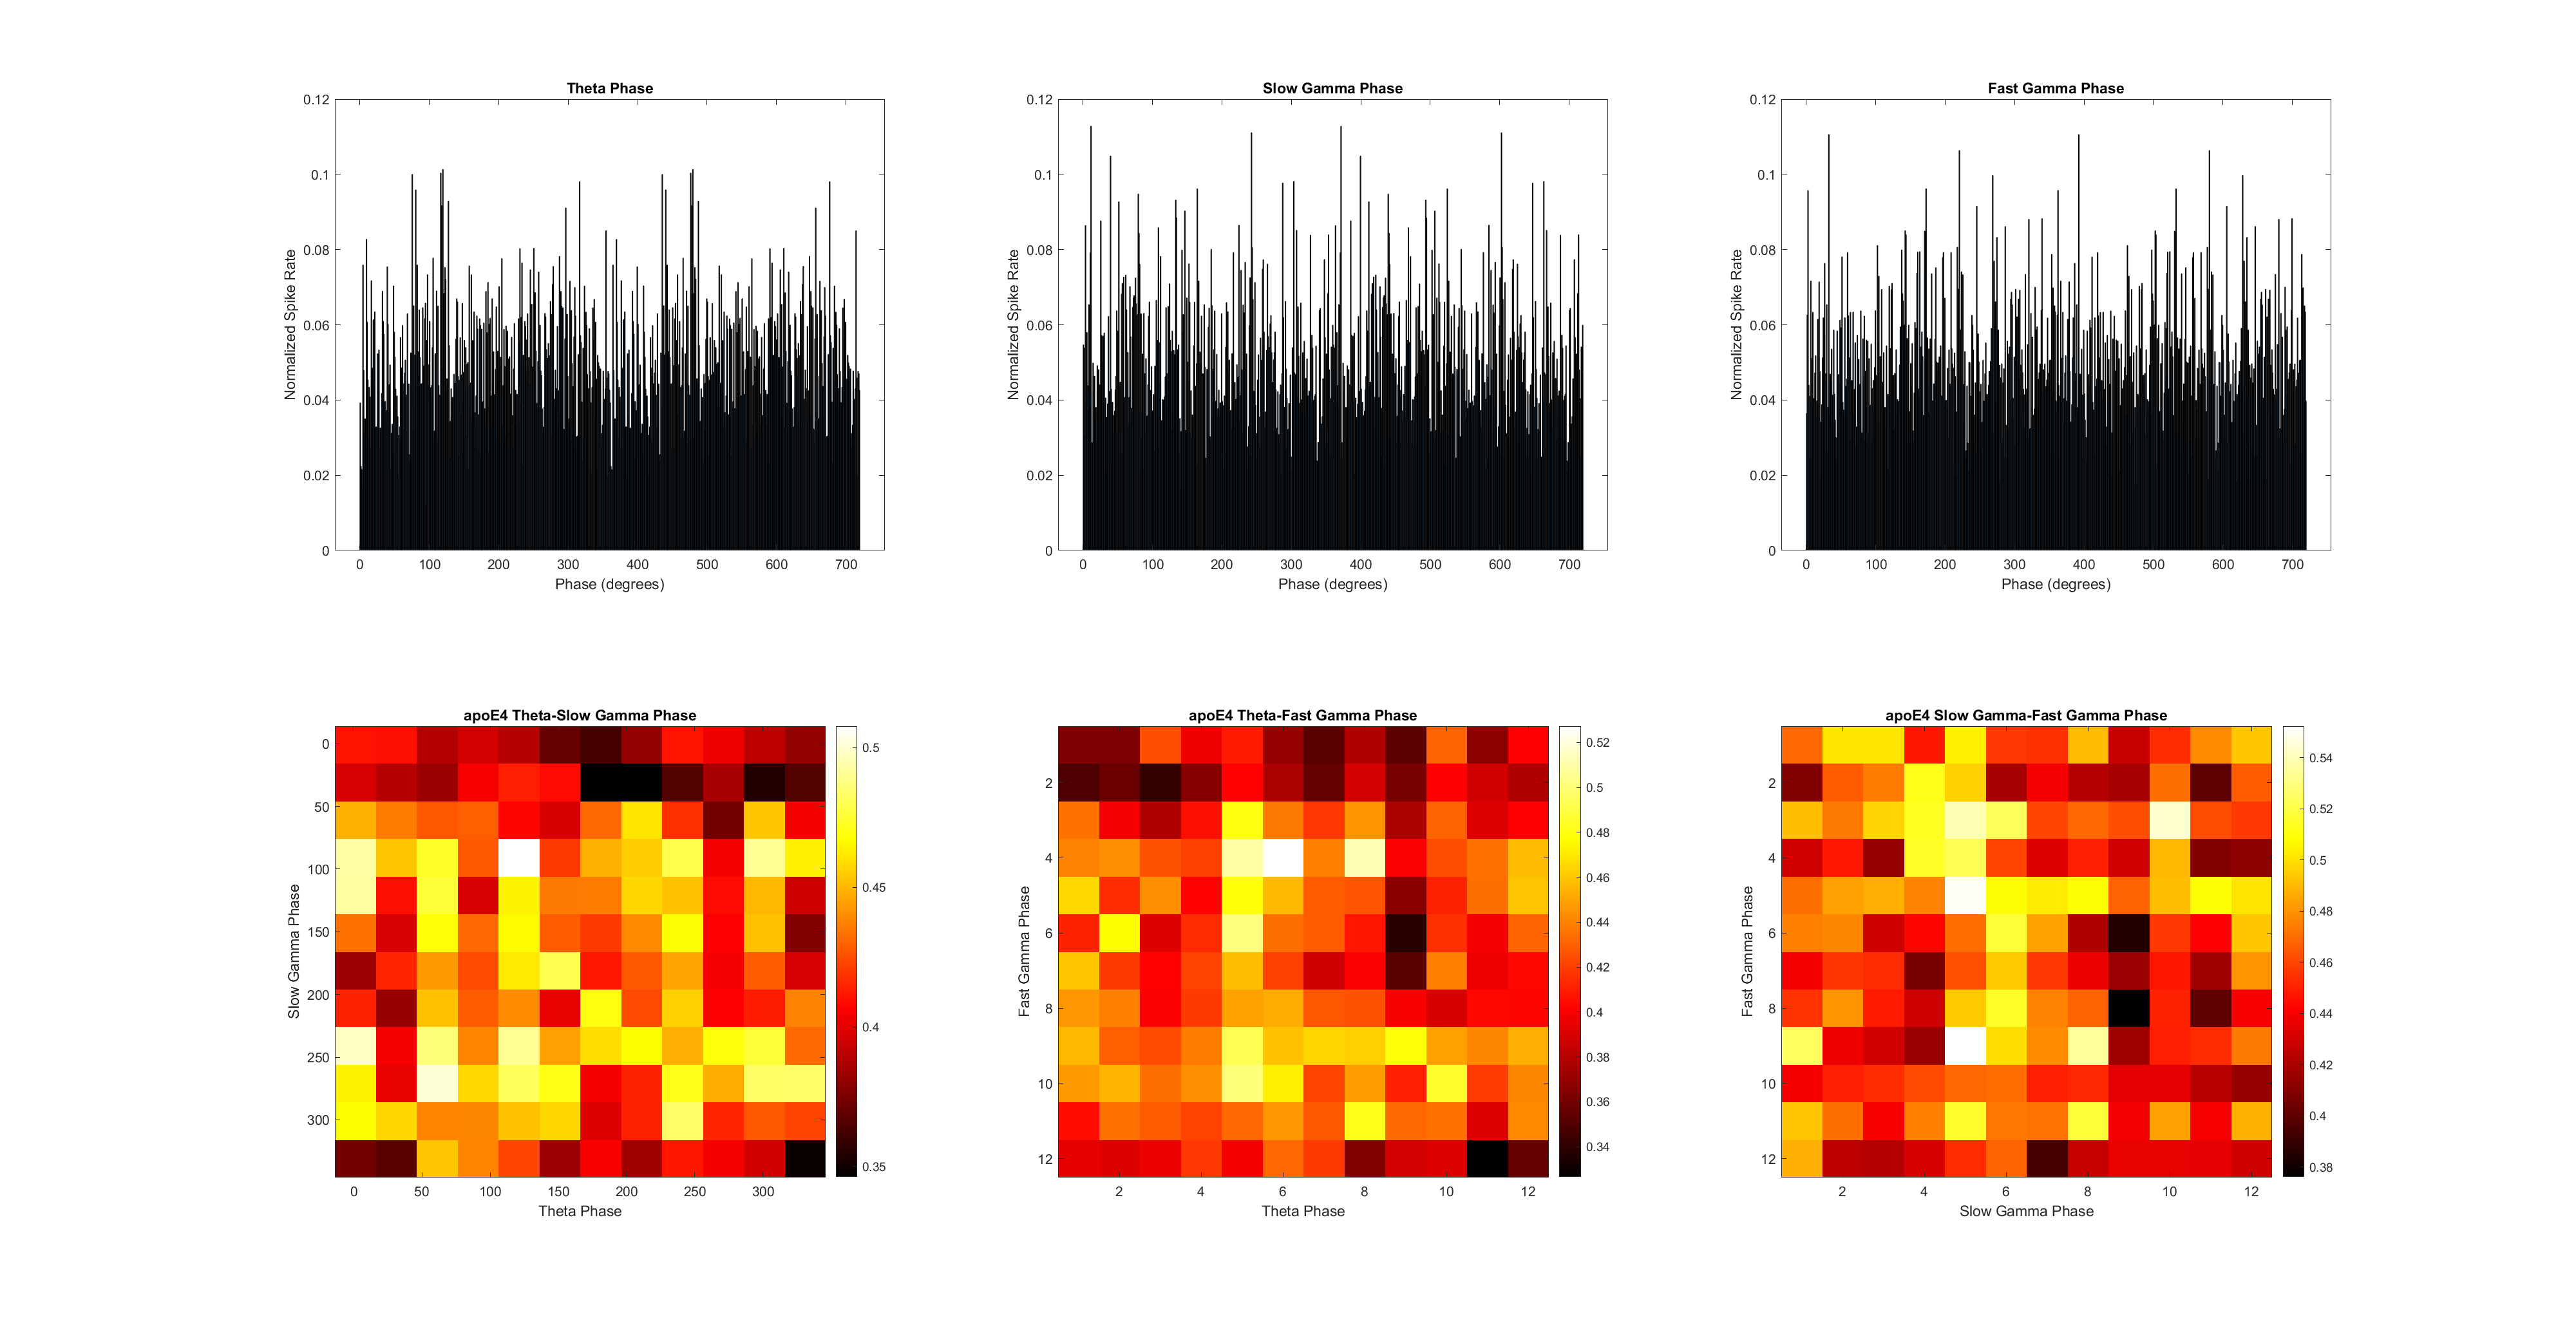 Theta Phase
0.12
0.1
0.08
0.06
0.04
0.02
0
Normalized Spike Rate
0 100 200 300 400 500 600 700
Phase (degrees)
Slow Gamma Phase
0.12
0.1
0.08
0.06
0.04
0.02
0
Normalized Spike Rate
0 100 200 300 400 500 600 700
Phase (degrees)
Fast Gamma Phase
0.12
0.1
0.08
0.06
0.04
0.02
0
Normalized Spike Rate
0 100 200 300 400 500 600 700
Phase (degrees)
apoE4 Theta-Slow Gamma Phase
0
50
100
150
200
250
300
Slow Gamma Phase
0 50 100 150 200 250 300
Theta Phase
0.5
0.45
0.4
0.35
apoE4 Theta-Fast Gamma Phase
2
4
6
8
10
12
Fast Gamma Phase
2 4 6 8 10 12
Theta Phase
0.52
0.5
0.48
0.46
0.44
0.42
0.4
0.38
0.36
0.34
apoE4 Slow Gamma-Fast Gamma Phase
2
4
6
8
10
12
Fast Gamma Phase
2 4 6 8 10 12
Slow Gamma Phase
0.54
0.52
0.5
0.48
0.46
0.44
0.42
0.4
0.38